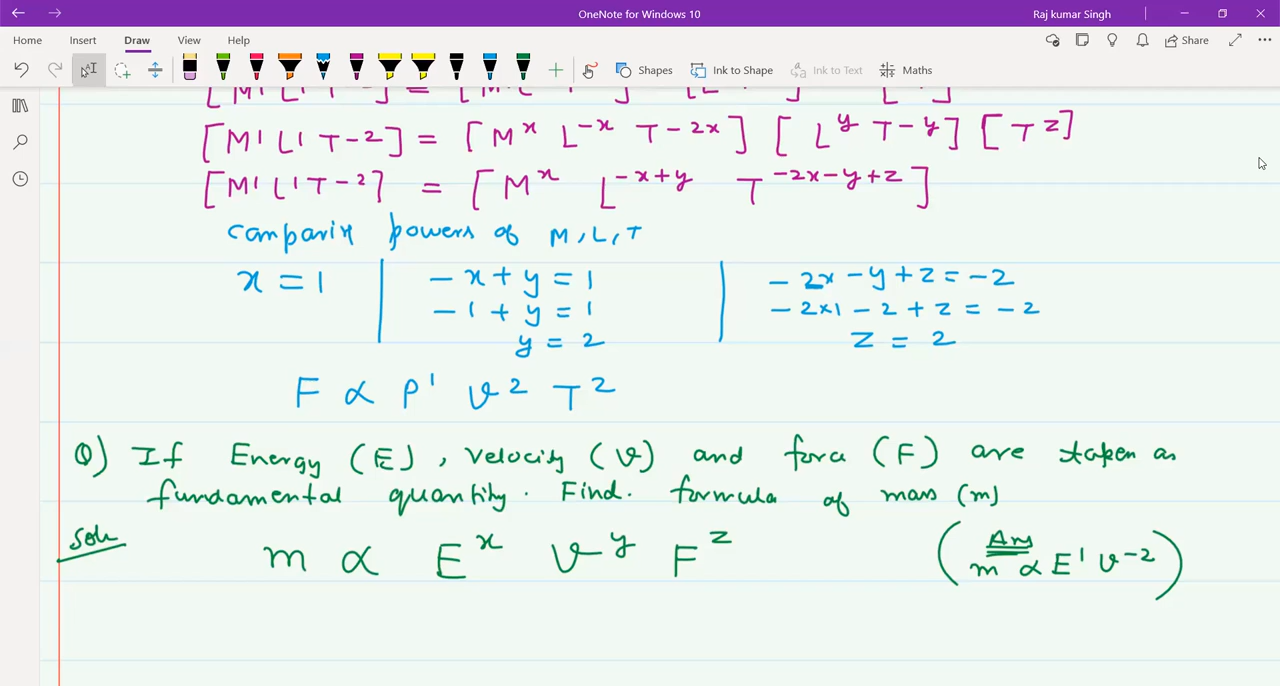 OneNote for Windows 10
Raj kumar Singh
Home Insert Draw View Help
Share
Shapes Ink to Shape Ink to Text Maths
[M¹ L¹ T-2] = [Mˣ L⁻ˣ T-2x] [Lʸ T-y] [Tᶻ]
[M¹ L¹ T-2] = [Mˣ L^-x+y T^-2x-y+z]
comparix powers of M, L, T
x = 1 | -x + y = 1 | -2x - y + z = -2
-1 + y = 1 -2×1 - 2 + z = -2
y = 2 z = 2
F ∝ P¹ v² T²
Q) If Energy (E), velocity (v) and force (F) are taken as
fundamental quantity. Find. formula of mass (m)
Soln m ∝ Eˣ vʸ Fᶻ (Ans
m ∝ E¹ v⁻²)